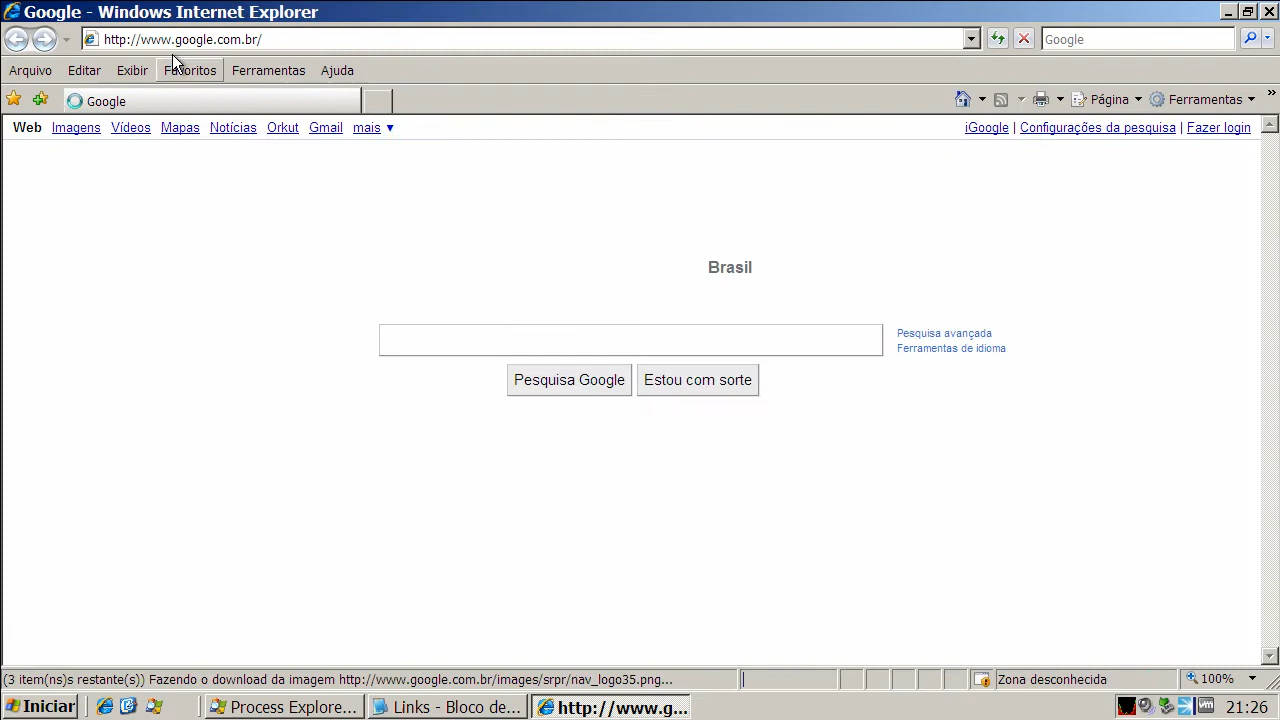 Google - Windows Internet Explorer
http://www.google.com.br/
Google
Arquivo Editar Exibir Favoritos Ferramentas Ajuda
Google
Página Ferramentas »
Web Imagens Vídeos Mapas Notícias Orkut Gmail mais ▼
iGoogle | Configurações da pesquisa | Fazer login
Brasil
Pesquisa avançada
Ferramentas de idioma
Pesquisa Google
Estou com sorte
(3 item(ns)s restante(s)) Fazendo o download da imagem http://www.google.com.br/images/srpr/nav_logo35.png...
Zona desconhecida
100%
Iniciar
Process Explore...
Links - Bloco de...
http://www.g...
vm
21:26